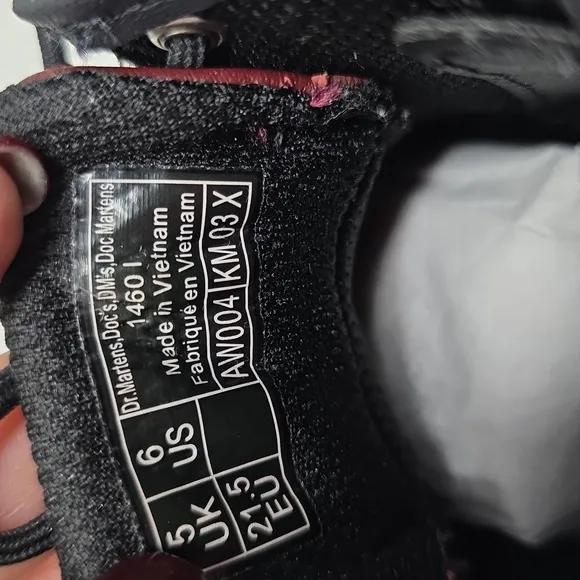 Dr.Martens,Doc's,DM's,Doc Martens
1460 I
Made in Vietnam
Fabriqué en Vietnam
AW004 KM 03 X
5 UK
6 US
21.5 EU